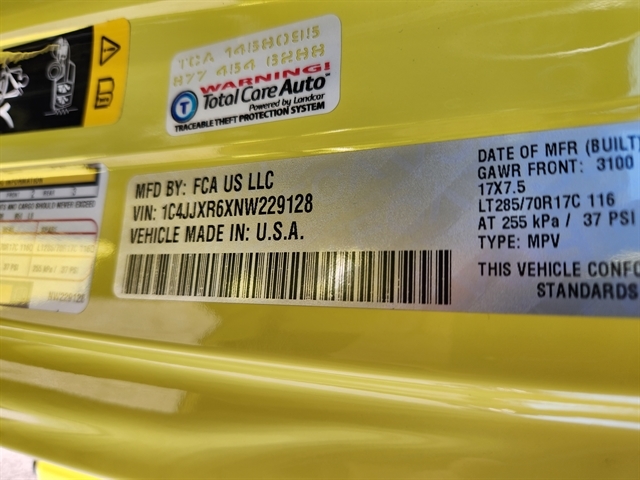 TCA 14580995
877 454 6288
WARNING!
Total Care Auto
Powered by Landcar
TRACEABLE THEFT PROTECTION SYSTEM
MFD BY: FCA US LLC
VIN: 1C4JJXR6XNW229128
VEHICLE MADE IN: U.S.A.
DATE OF MFR (BUILT)
GAWR FRONT: 3100
17X7.5
LT285/70R17C 116
AT 255 kPa / 37 PSI
TYPE: MPV
THIS VEHICLE CONFO
STANDARDS